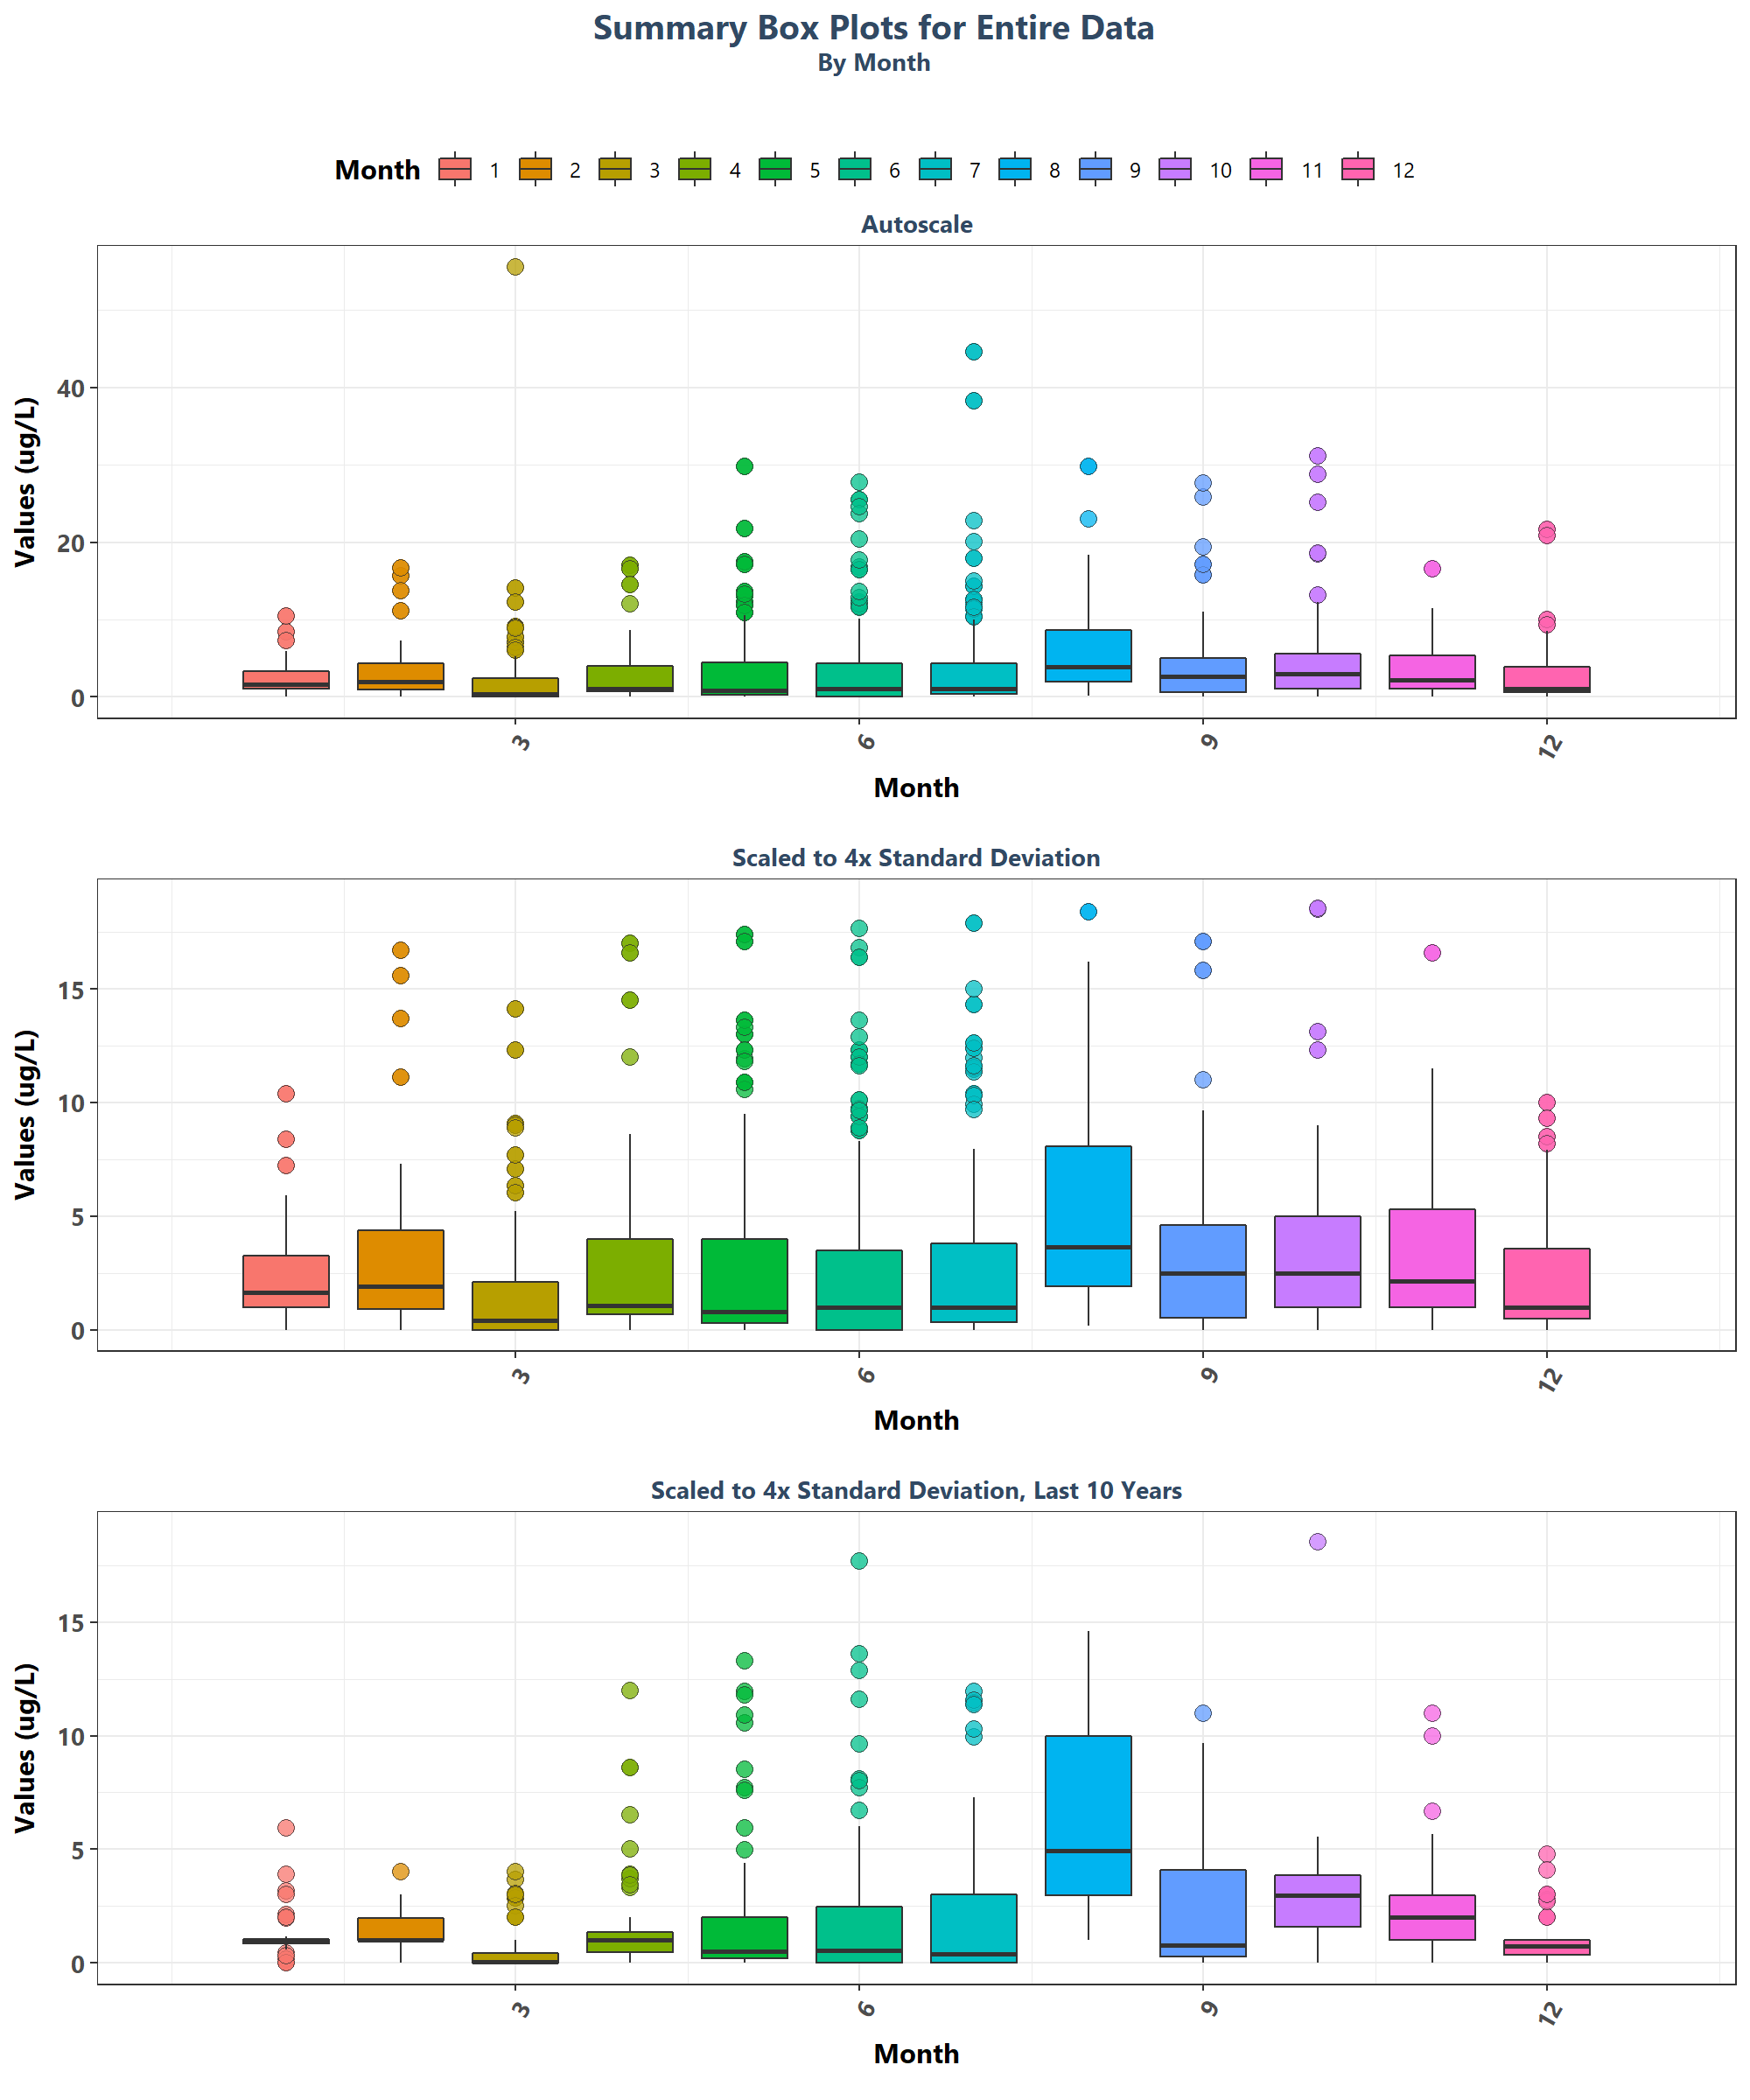 Summary Box Plots for Entire Data
By Month
Month 1 2 3 4 5 6 7 8 9 10 11 12
Autoscale
Values (ug/L)
40
20
0
3 6 9 12
Month
Scaled to 4x Standard Deviation
Values (ug/L)
15
10
5
0
3 6 9 12
Month
Scaled to 4x Standard Deviation, Last 10 Years
Values (ug/L)
15
10
5
0
3 6 9 12
Month